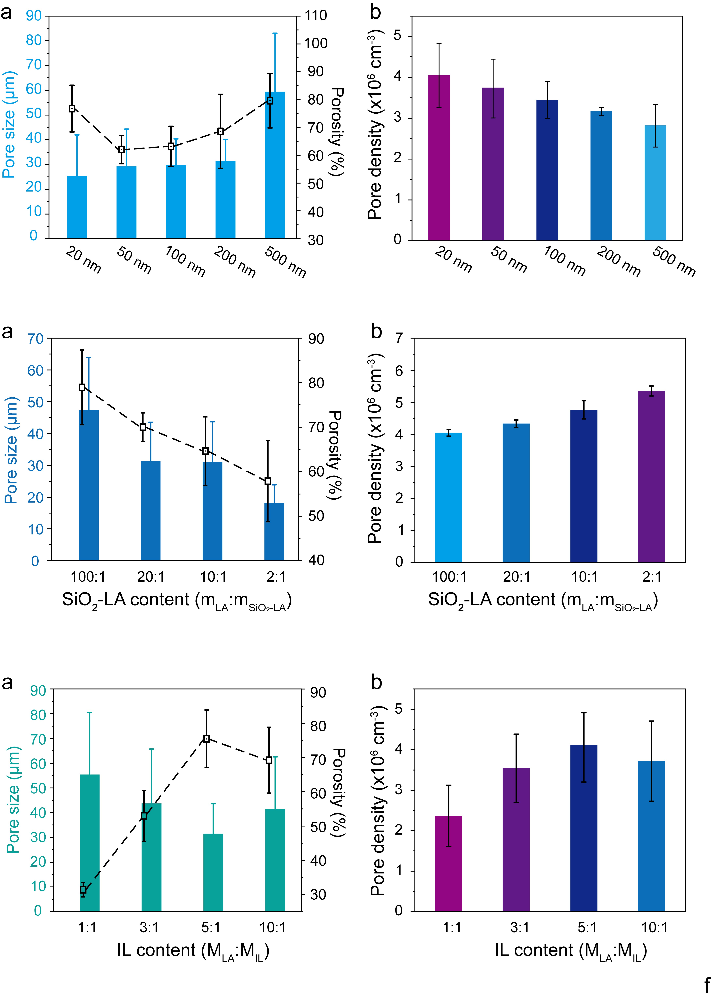 a
90
80
70
60
50
40
30
20
10
0
Pore size (µm)
110
100
90
80
70
60
50
40
30
Porosity (%)
20 nm
50 nm
100 nm
200 nm
500 nm
b
5
4
3
2
1
0
Pore density (x10⁶ cm⁻³)
20 nm
50 nm
100 nm
200 nm
500 nm
a
70
60
50
40
30
20
10
0
Pore size (µm)
90
80
70
60
50
40
Porosity (%)
100:1 20:1 10:1 2:1
SiO₂-LA content (m_LA:m_SiO₂-LA)
b
7
6
5
4
3
2
1
0
Pore density (x10⁶ cm⁻³)
100:1 20:1 10:1 2:1
SiO₂-LA content (m_LA:m_SiO₂-LA)
a
90
80
70
60
50
40
30
20
10
0
Pore size (µm)
90
80
70
60
50
40
30
Porosity (%)
1:1 3:1 5:1 10:1
IL content (M_LA:M_IL)
b
5
4
3
2
1
0
Pore density (x10⁶ cm⁻³)
1:1 3:1 5:1 10:1
IL content (M_LA:M_IL)
f